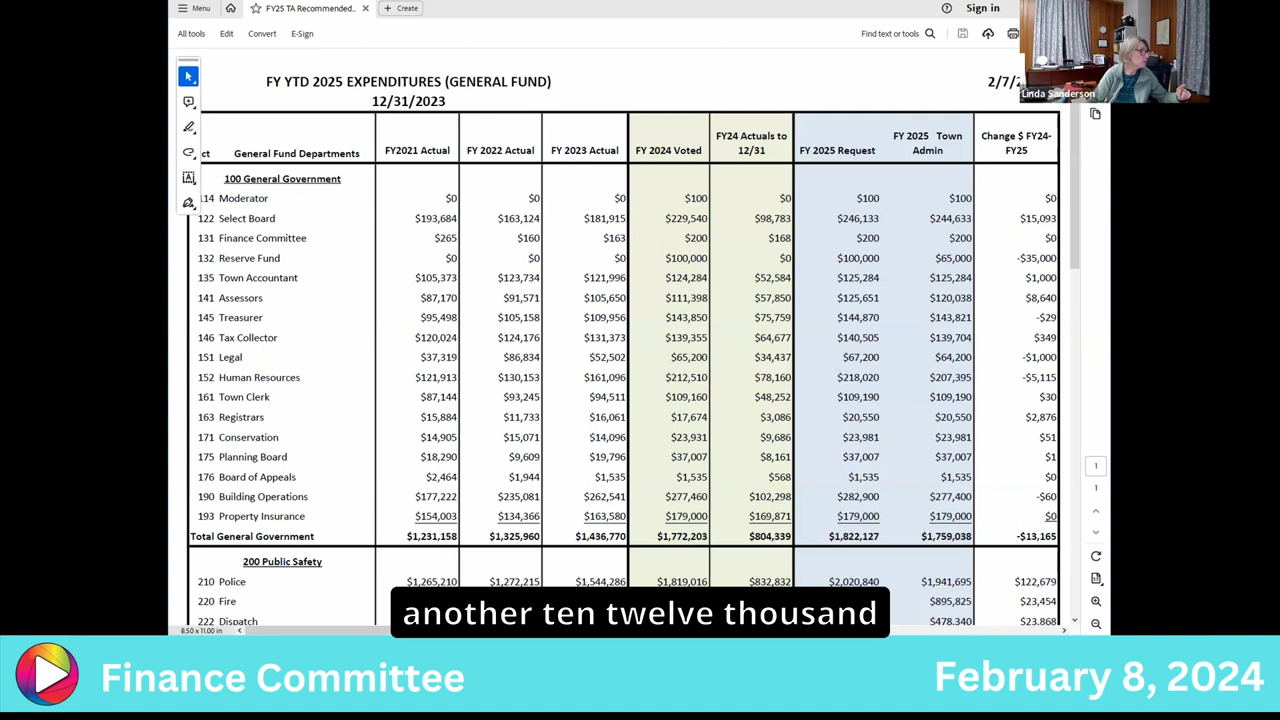 Menu FY25 TA Recommended.. Create Sign in
All tools Edit Convert E-Sign Find text or tools
Linda Sanderson
FY YTD 2025 EXPENDITURES (GENERAL FUND) 2/7/2
12/31/2023
ct General Fund Departments FY2021 Actual FY 2022 Actual FY 2023 Actual FY 2024 Voted FY24 Actuals to 12/31 FY 2025 Request FY 2025 Town Admin Change $ FY24-FY25
100 General Government
114 Moderator $0 $0 $0 $100 $0 $100 $100 $0
122 Select Board $193,684 $163,124 $181,915 $229,540 $98,783 $246,133 $244,633 $15,093
131 Finance Committee $265 $160 $163 $200 $168 $200 $200 $0
132 Reserve Fund $0 $0 $0 $100,000 $0 $100,000 $65,000 -$35,000
135 Town Accountant $105,373 $123,734 $121,996 $124,284 $52,584 $125,284 $125,284 $1,000
141 Assessors $87,170 $91,571 $105,650 $111,398 $57,850 $125,651 $120,038 $8,640
145 Treasurer $95,498 $105,158 $109,956 $143,850 $75,759 $144,870 $143,821 -$29
146 Tax Collector $120,024 $124,176 $131,373 $139,355 $64,677 $140,505 $139,704 $349
151 Legal $37,319 $86,834 $52,502 $65,200 $34,437 $67,200 $64,200 -$1,000
152 Human Resources $121,913 $130,153 $161,096 $212,510 $78,160 $218,020 $207,395 -$5,115
161 Town Clerk $87,144 $93,245 $94,511 $109,160 $48,252 $109,190 $109,190 $30
163 Registrars $15,884 $11,733 $16,061 $17,674 $3,086 $20,550 $20,550 $2,876
171 Conservation $14,905 $15,071 $14,096 $23,931 $9,686 $23,981 $23,981 $51
175 Planning Board $18,290 $9,609 $19,796 $37,007 $8,161 $37,007 $37,007 $1
176 Board of Appeals $2,464 $1,944 $1,535 $1,535 $568 $1,535 $1,535 $0
190 Building Operations $177,222 $235,081 $262,541 $277,460 $102,298 $282,900 $277,400 -$60
193 Property Insurance $154,003 $134,366 $163,580 $179,000 $169,871 $179,000 $179,000 $0
Total General Government $1,231,158 $1,325,960 $1,436,770 $1,772,203 $804,339 $1,822,127 $1,759,038 -$13,165
200 Public Safety
210 Police $1,265,210 $1,272,215 $1,544,286 $1,819,016 $832,832 $2,020,840 $1,941,695 $122,679
220 Fire $895,825 $23,454
222 Dispatch $478,340 $23,868
another ten twelve thousand
8.50 x 11.00 in
1
1
Finance Committee February 8, 2024